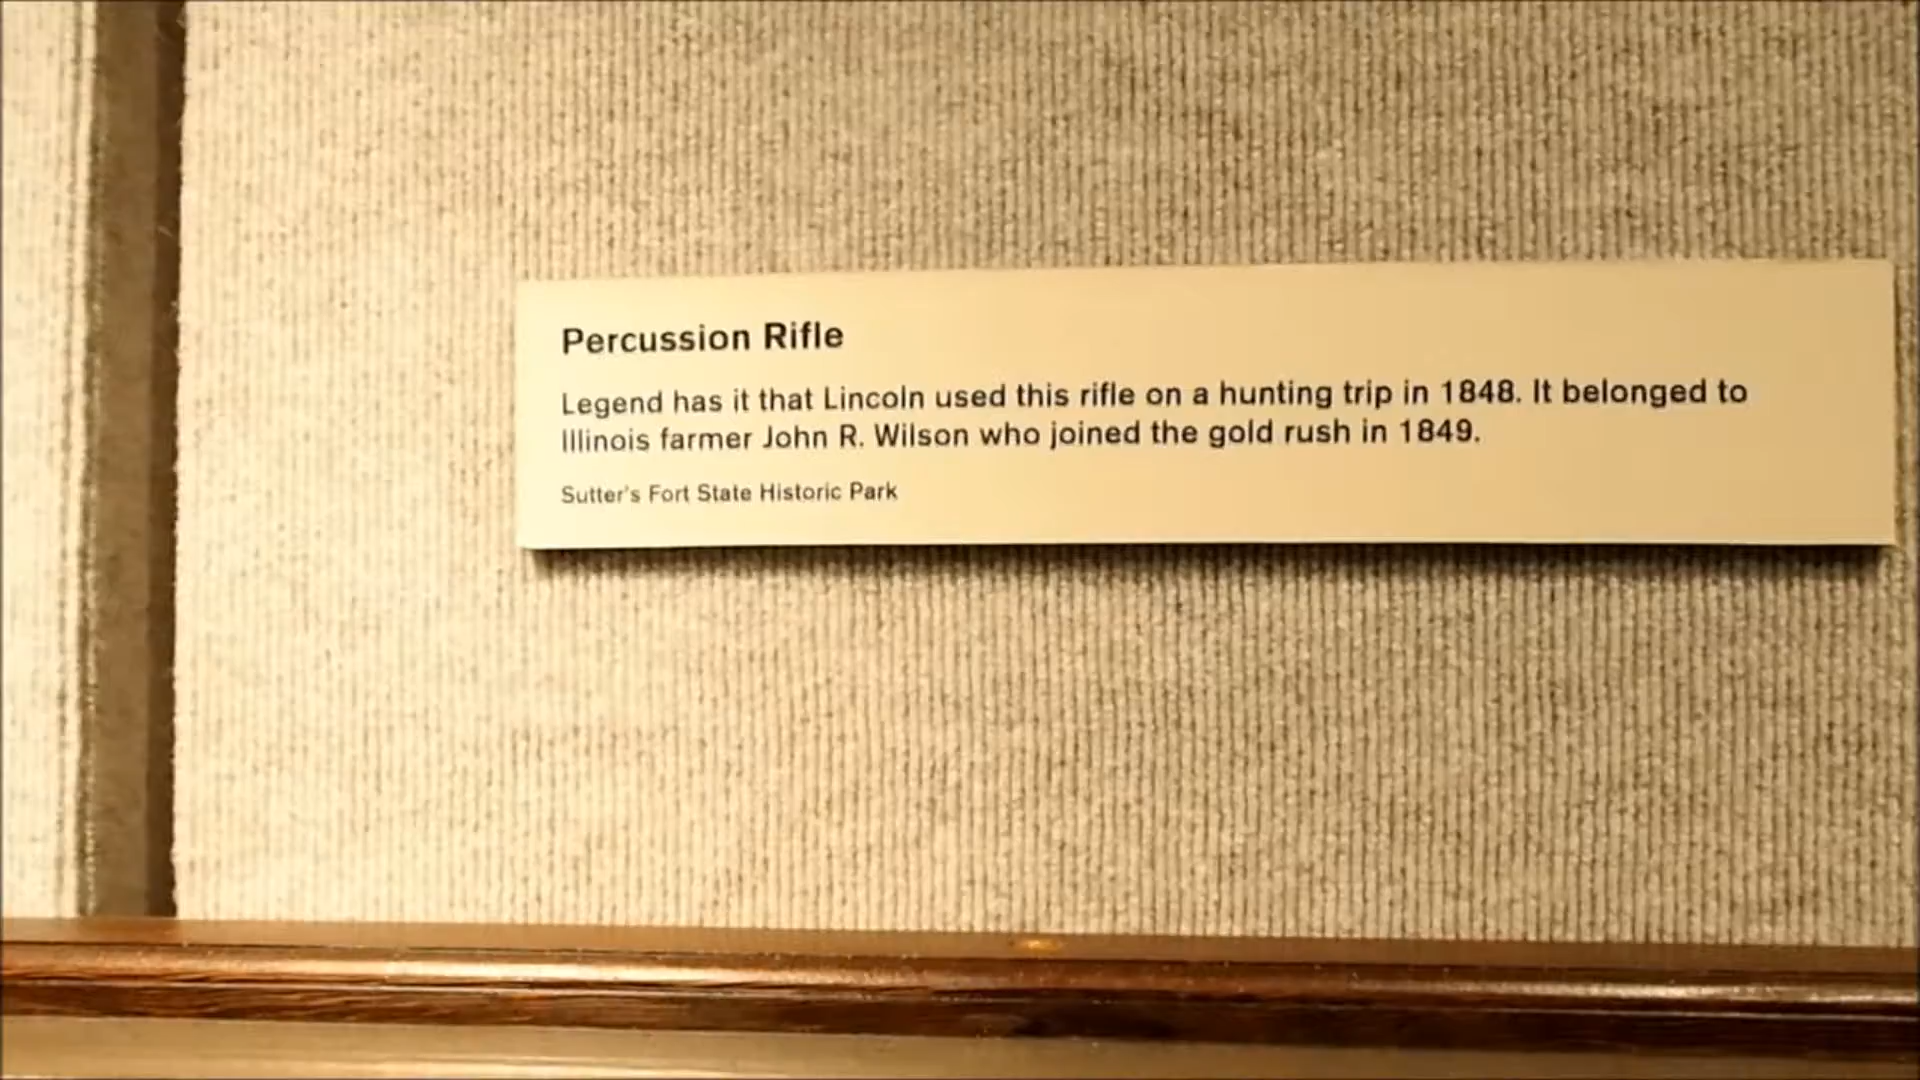 Percussion Rifle
Legend has it that Lincoln used this rifle on a hunting trip in 1848. It belonged to
Illinois farmer John R. Wilson who joined the gold rush in 1849.
Sutter's Fort State Historic Park